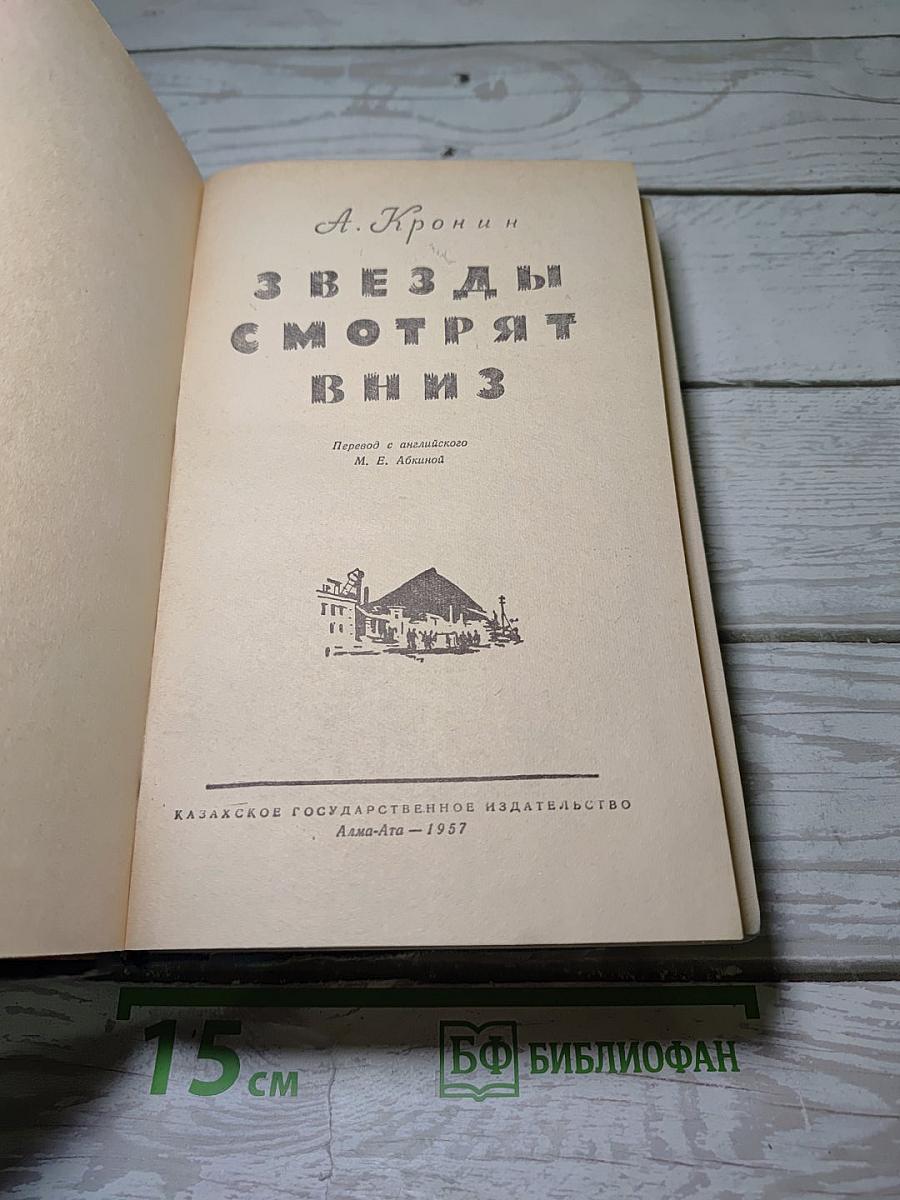 А. Кронин
ЗВЕЗДЫ
СМОТРЯТ
ВНИЗ
Перевод с английского
М. Е. Абкиной
КАЗАХСКОЕ ГОСУДАРСТВЕННОЕ ИЗДАТЕЛЬСТВО
Алма-Ата — 1957
15 см
БФ БИБЛИОФАН